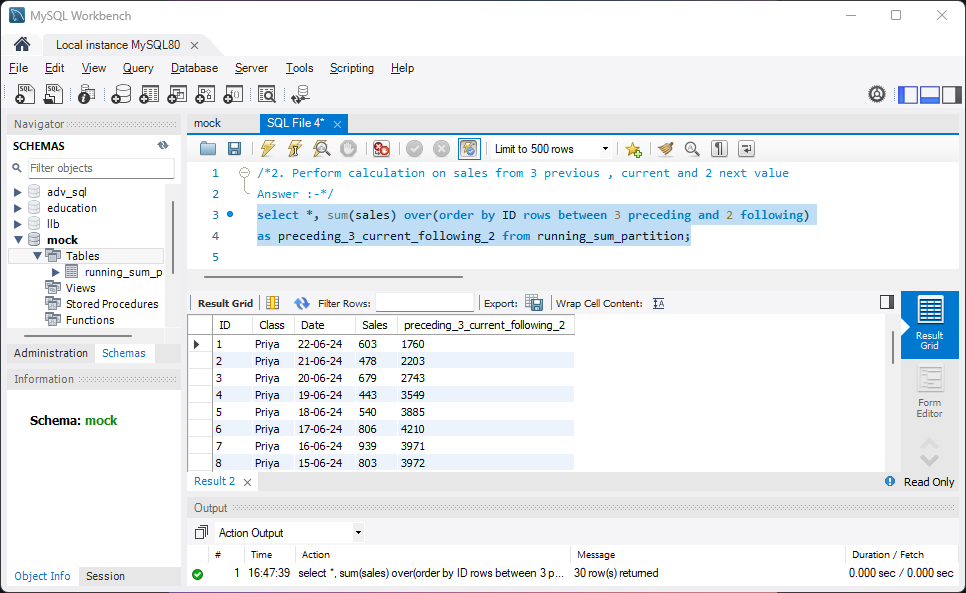 MySQL Workbench
Local instance MySQL80
File Edit View Query Database Server Tools Scripting Help
Navigator
SCHEMAS
Filter objects
adv_sql
education
llb
mock
Tables
running_sum_p
Views
Stored Procedures
Functions
Administration Schemas
Information
Schema: mock
Object Info Session
mock SQL File 4*
Limit to 500 rows
1 /*2. Perform calculation on sales from 3 previous , current and 2 next value
2 Answer :-*/
3 select *, sum(sales) over(order by ID rows between 3 preceding and 2 following)
4 as preceding_3_current_following_2 from running_sum_partition;
5
Result Grid Filter Rows: Export: Wrap Cell Content:
ID Class Date Sales preceding_3_current_following_2
1 Priya 22-06-24 603 1760
2 Priya 21-06-24 478 2203
3 Priya 20-06-24 679 2743
4 Priya 19-06-24 443 3549
5 Priya 18-06-24 540 3885
6 Priya 17-06-24 806 4210
7 Priya 16-06-24 939 3971
8 Priya 15-06-24 803 3972
Result Grid
Form Editor
Result 2
Read Only
Output
Action Output
# Time Action Message Duration / Fetch
1 16:47:39 select *, sum(sales) over(order by ID rows between 3 p... 30 row(s) returned 0.000 sec / 0.000 sec